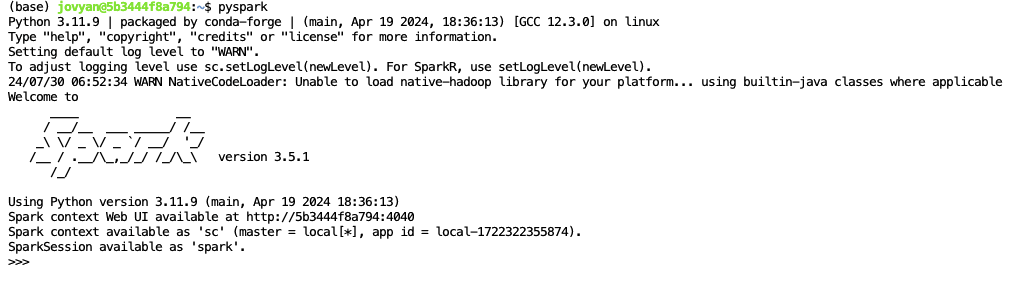 (base) jovyan@5b3444f8a794:~$ pyspark
Python 3.11.9 | packaged by conda-forge | (main, Apr 19 2024, 18:36:13) [GCC 12.3.0] on linux
Type "help", "copyright", "credits" or "license" for more information.
Setting default log level to "WARN".
To adjust logging level use sc.setLogLevel(newLevel). For SparkR, use setLogLevel(newLevel).
24/07/30 06:52:34 WARN NativeCodeLoader: Unable to load native-hadoop library for your platform... using builtin-java classes where applicable
Welcome to
      ____              __
     / __/__  ___ _____/ /__
    _\ \/ _ \/ _ `/ __/  '_/
   /__ / .__/\_,_/_/ /_/\_\   version 3.5.1
      /_/
Using Python version 3.11.9 (main, Apr 19 2024 18:36:13)
Spark context Web UI available at http://5b3444f8a794:4040
Spark context available as 'sc' (master = local[*], app id = local-1722322355874).
SparkSession available as 'spark'.
>>>